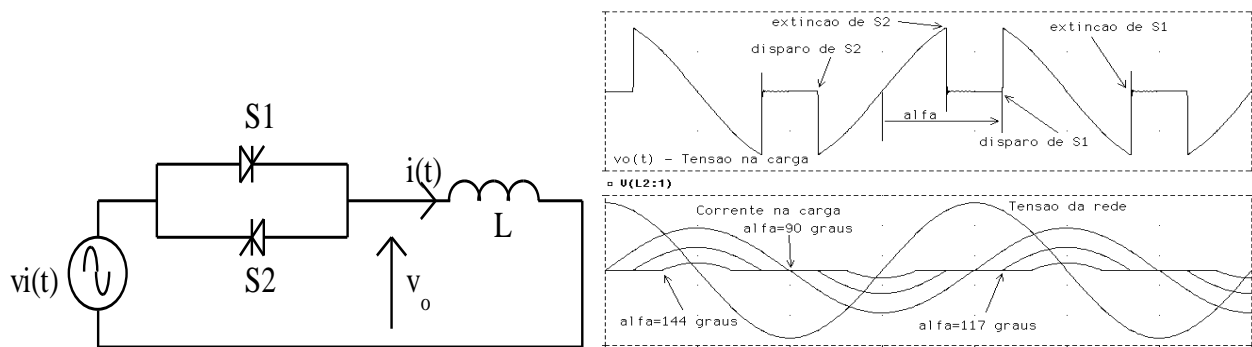 S1
i(t)
S2
L
vi(t)
v
o
extincao de S2
disparo de S2
extincao de S1
alfa
disparo de S1
vo(t) - Tensao na carga
V(L2:1)
Corrente na carga
alfa=90 graus
Tensao da rede
alfa=144 graus
alfa=117 graus